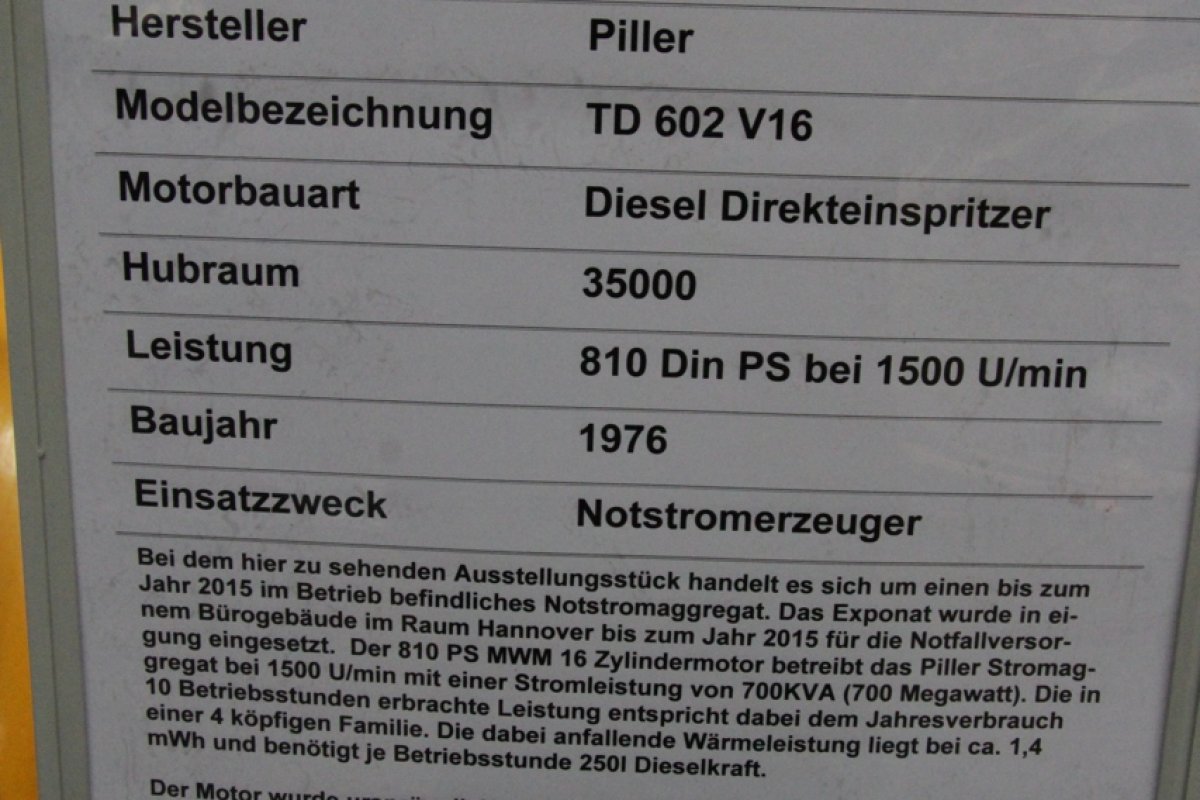 Hersteller Piller
Modelbezeichnung TD 602 V16
Motorbauart Diesel Direkteinspritzer
Hubraum 35000
Leistung 810 Din PS bei 1500 U/min
Baujahr 1976
Einsatzzweck Notstromerzeuger
Bei dem hier zu sehenden Ausstellungsstück handelt es sich um einen bis zum
Jahr 2015 im Betrieb befindliches Notstromaggregat. Das Exponat wurde in ei-
nem Bürogebäude im Raum Hannover bis zum Jahr 2015 für die Notfallversor-
gung eingesetzt. Der 810 PS MWM 16 Zylindermotor betreibt das Piller Stromag-
gregat bei 1500 U/min mit einer Stromleistung von 700KVA (700 Megawatt). Die in
10 Betriebsstunden erbrachte Leistung entspricht dabei dem Jahresverbrauch
einer 4 köpfigen Familie. Die dabei anfallende Wärmeleistung liegt bei ca. 1,4
mWh und benötigt je Betriebsstunde 250l Dieselkraft.
Der Motor wurde